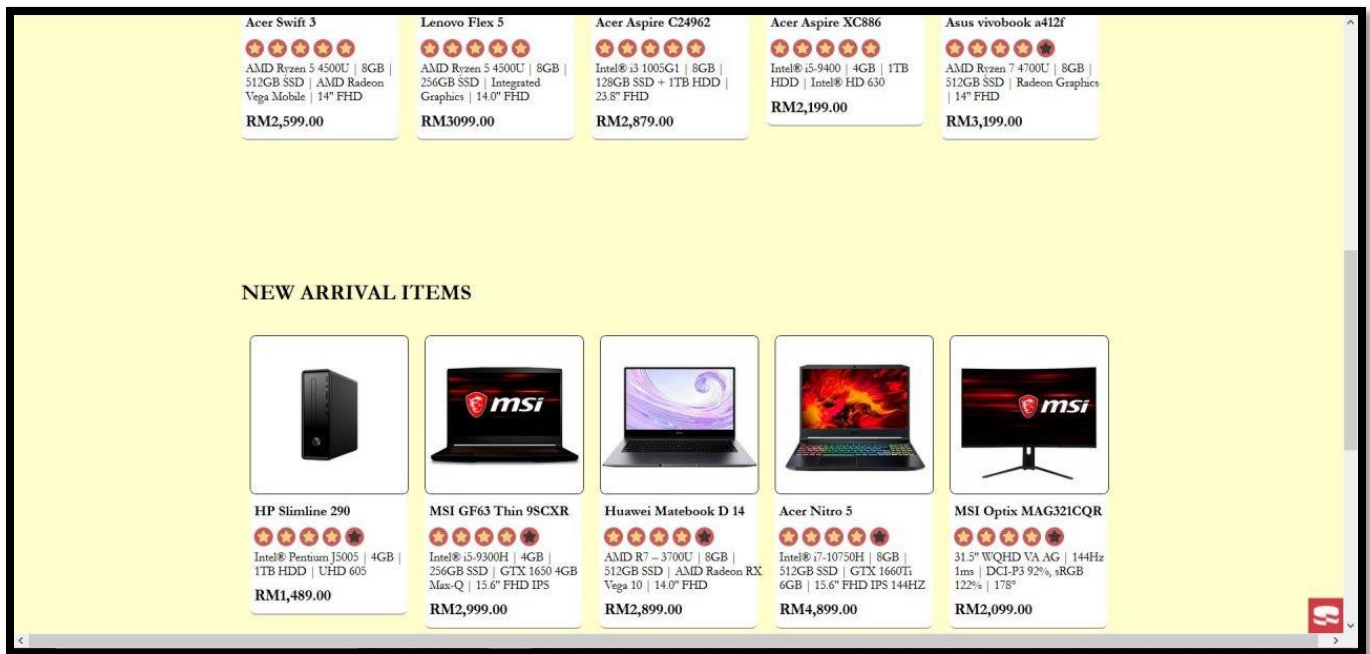 Acer Swift 3
AMD Ryzen 5 4500U | 8GB |
512GB SSD | AMD Radeon
Vega Mobile | 14" FHD
RM2,599.00
Lenovo Flex 5
AMD Ryzen 5 4500U | 8GB |
256GB SSD | Integrated
Graphics | 14.0" FHD
RM3099.00
Acer Aspire C24962
Intel® i3 1005G1 | 8GB |
128GB SSD + 1TB HDD |
23.8" FHD
RM2,879.00
Acer Aspire XC886
Intel® i5-9400 | 4GB | 1TB
HDD | Intel® HD 630
RM2,199.00
Asus vivobook a412f
AMD Ryzen 7 4700U | 8GB |
512GB SSD | Radeon Graphics
| 14" FHD
RM3,199.00
NEW ARRIVAL ITEMS
HP Slimline 290
Intel® Pentium J5005 | 4GB |
1TB HDD | UHD 605
RM1,489.00
msi
MSI GF63 Thin 9SCXR
Intel® i5-9300H | 4GB |
256GB SSD | GTX 1650 4GB
Max-Q | 15.6" FHD IPS
RM2,999.00
Huawei Matebook D 14
AMD R7 – 3700U | 8GB |
512GB SSD | AMD Radeon RX
Vega 10 | 14.0" FHD
RM2,899.00
Acer Nitro 5
Intel® i7-10750H | 8GB |
512GB SSD | GTX 1660Ti
6GB | 15.6" FHD IPS 144HZ
RM4,899.00
msi
MSI Optix MAG321CQR
31.5" WQHD VA AG | 144Hz
1ms | DCI-P3 92%, sRGB
122% | 178°
RM2,099.00